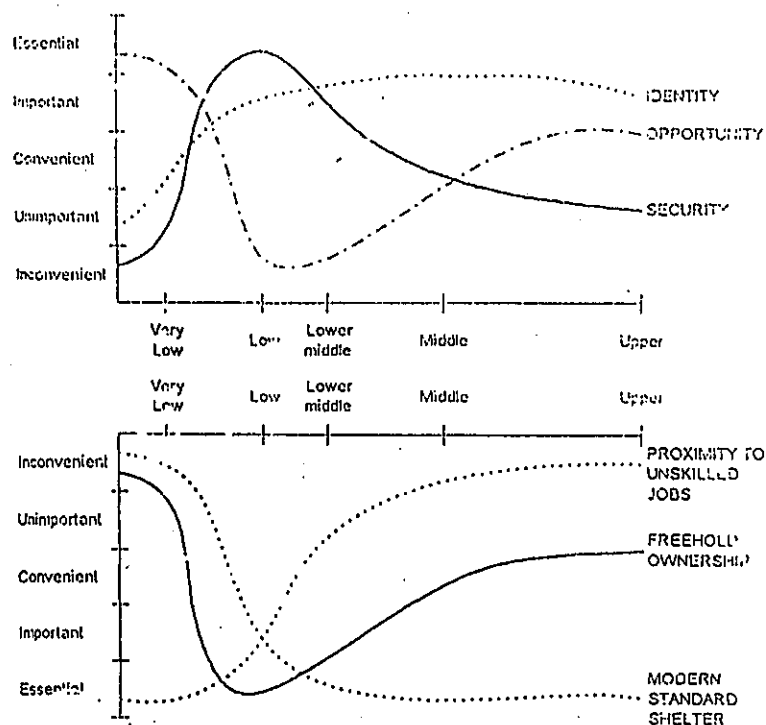 Essential
Important
Convenient
Unimportant
Inconvenient
IDENTITY
OPPORTUNITY
SECURITY
Very Low
Low
Lower middle
Middle
Upper
Very Low
Low
Lower middle
Middle
Upper
Inconvenient
Unimportant
Convenient
Important
Essential
PROXIMITY TO
UNSKILLED
JOBS
FREEHOLD
OWNERSHIP
MODERN
STANDARD
SHELTER